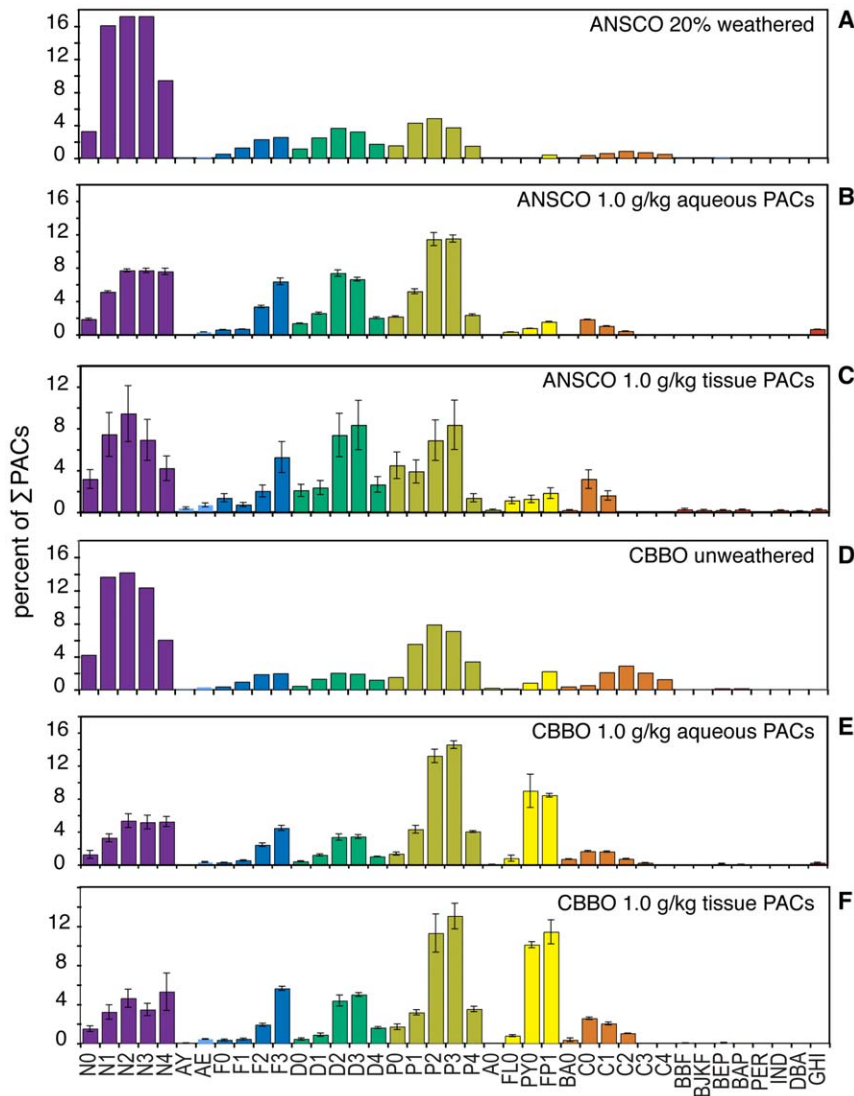 A
ANSCO 20% weathered
16
12
8
4
0
B
ANSCO 1.0 g/kg aqueous PACs
16
12
8
4
0
C
ANSCO 1.0 g/kg tissue PACs
12
8
4
0
percent of Σ PACs
D
CBBO unweathered
16
12
8
4
0
E
CBBO 1.0 g/kg aqueous PACs
16
12
8
4
0
F
CBBO 1.0 g/kg tissue PACs
12
8
4
0
N0 N1 N2 N3 N4 AY AE F0 F1 F2 F3 D0 D1 D2 D3 D4 P0 P1 P2 P3 P4 A0 FL0 PY0 FP1 BA0 C0 C1 C2 C3 C4 BBF BJKF BEP BAP PER IND DBA GHI